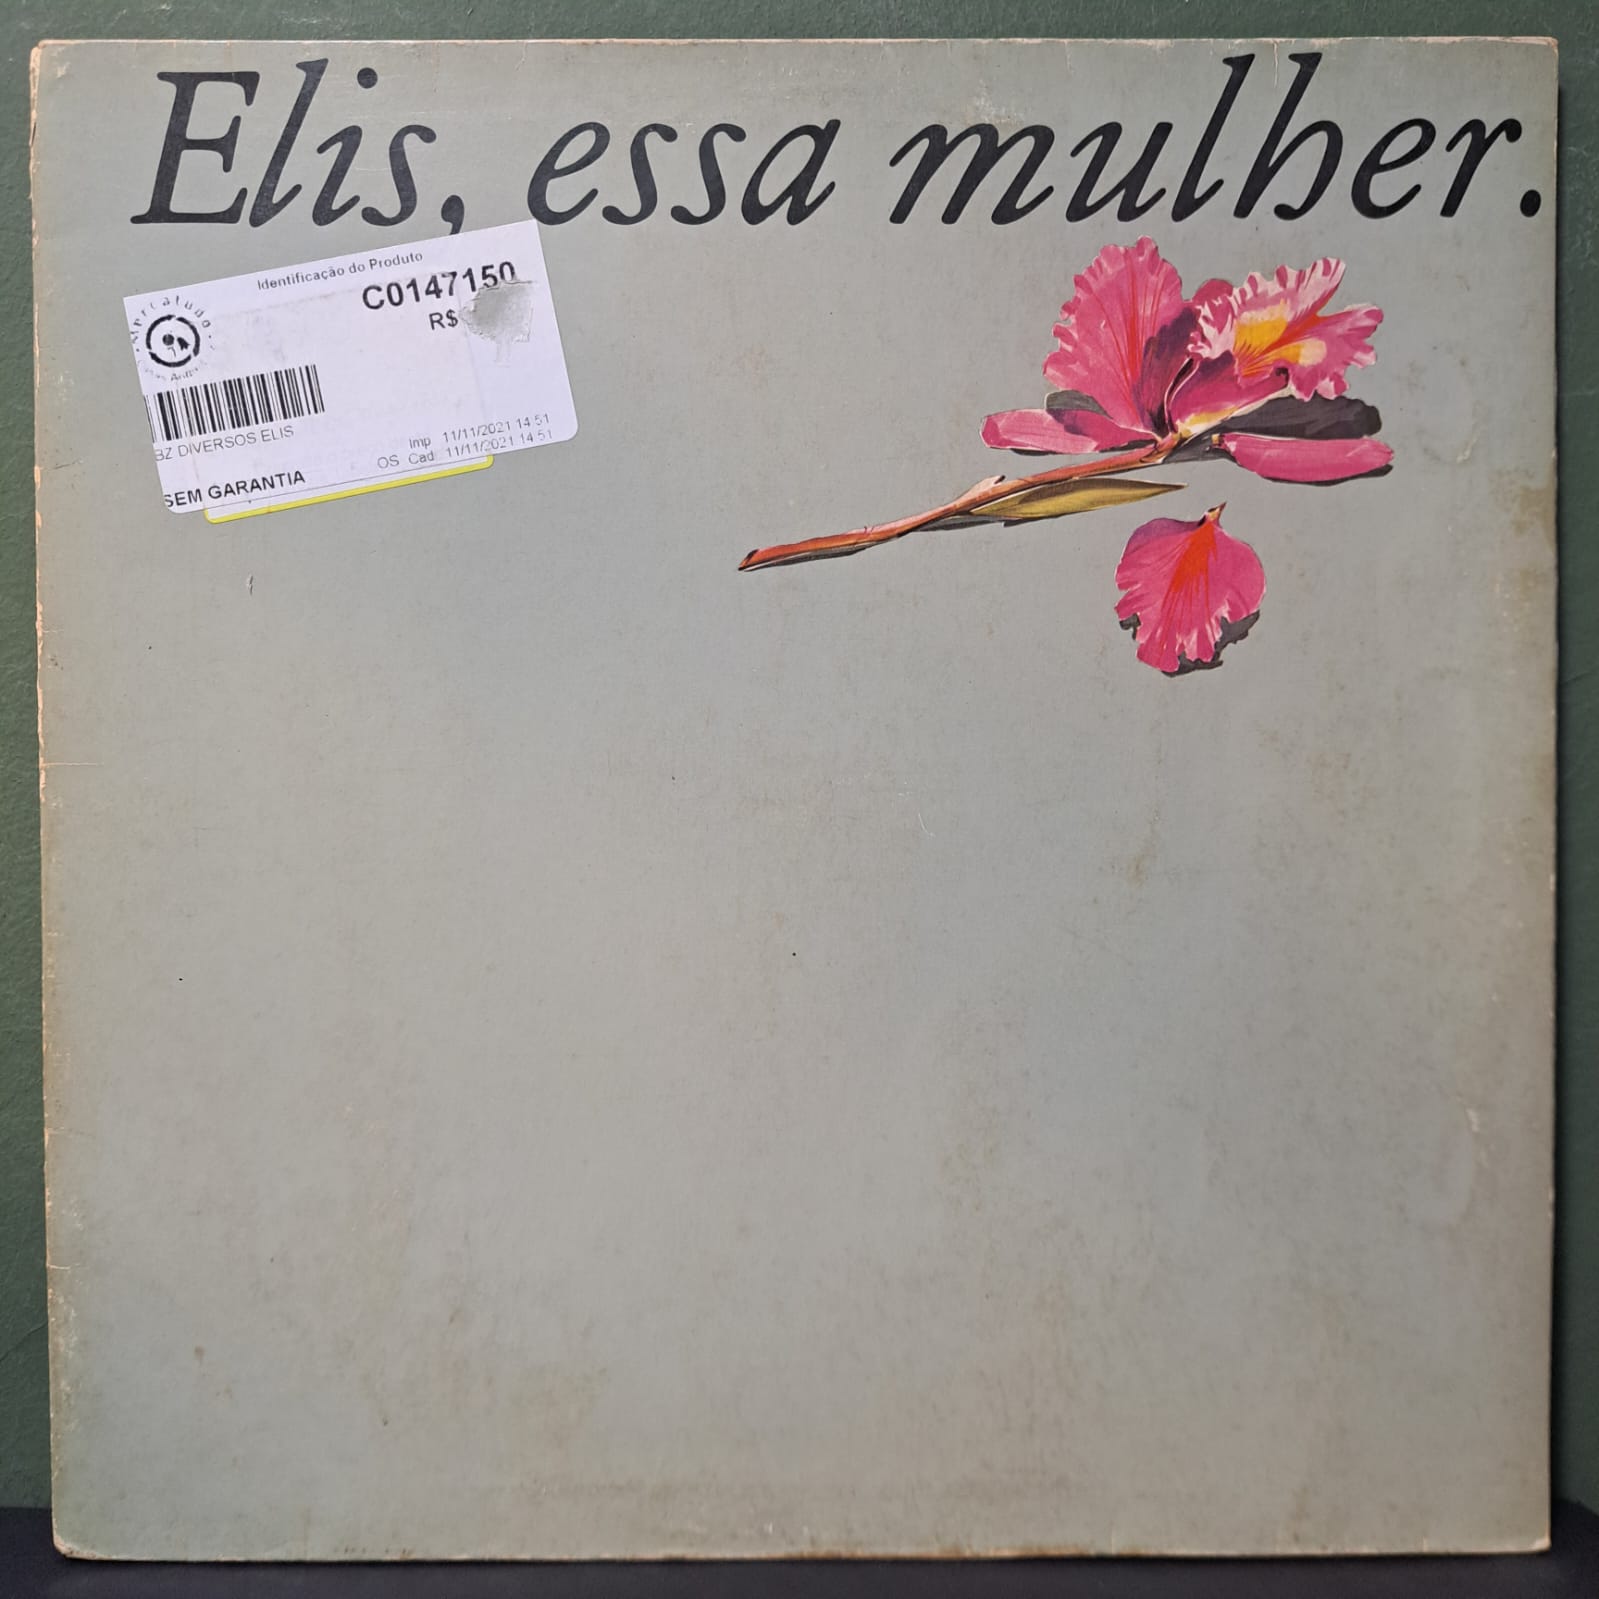 Elis, essa mulher.
Identificação do Produto
C0147150
R$
Mercatudo
BZ DIVERSOS ELIS
Imp 11/11/2021 14:51
OS Cad 11/11/2021 14:51
SEM GARANTIA